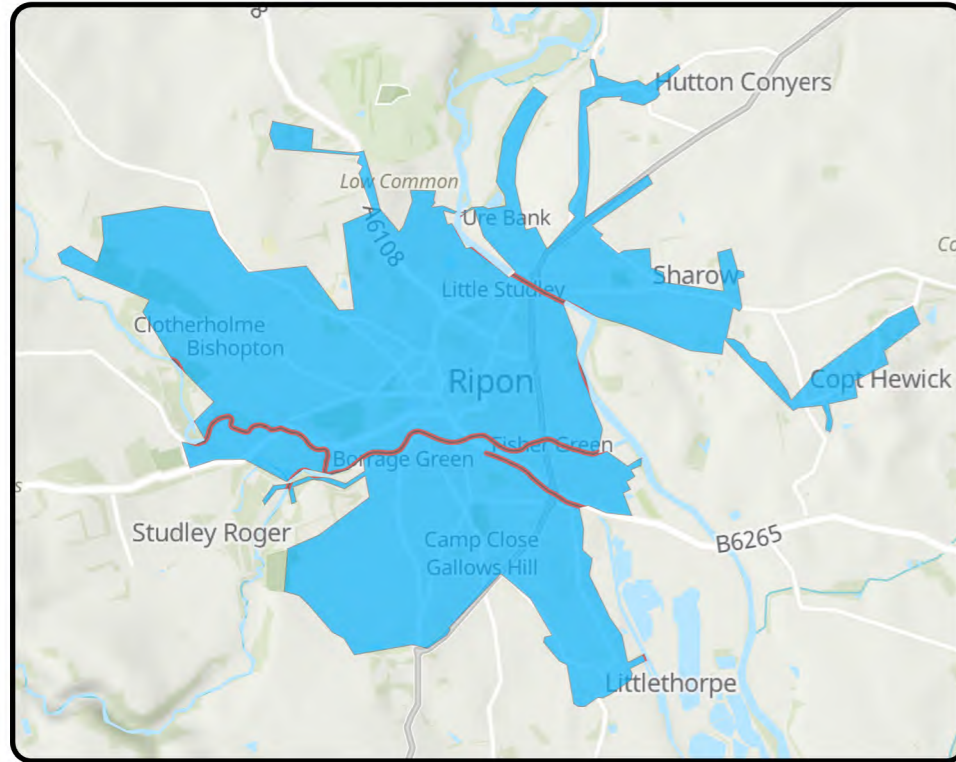 Hutton Conyers
Low Common
A6108
Ure Bank
Sharow
Little Studley
Clotherholme
Bishopton
Ripon
Copt Hewick
Fisher Green
Borrage Green
Studley Roger
Camp Close
Gallows Hill
B6265
Littlethorpe